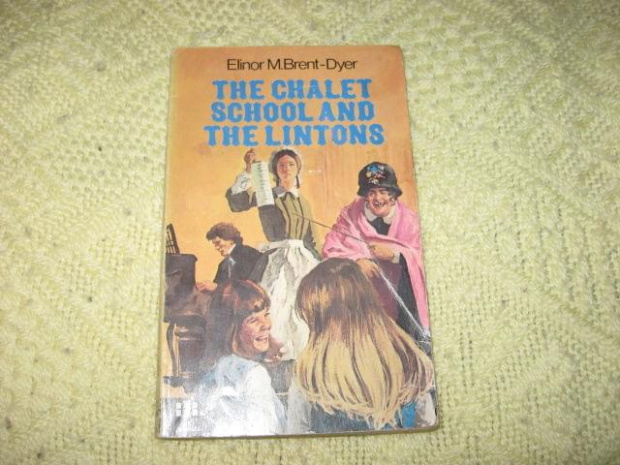 Elinor M.Brent-Dyer
THE CHALET
SCHOOL AND
THE LINTONS